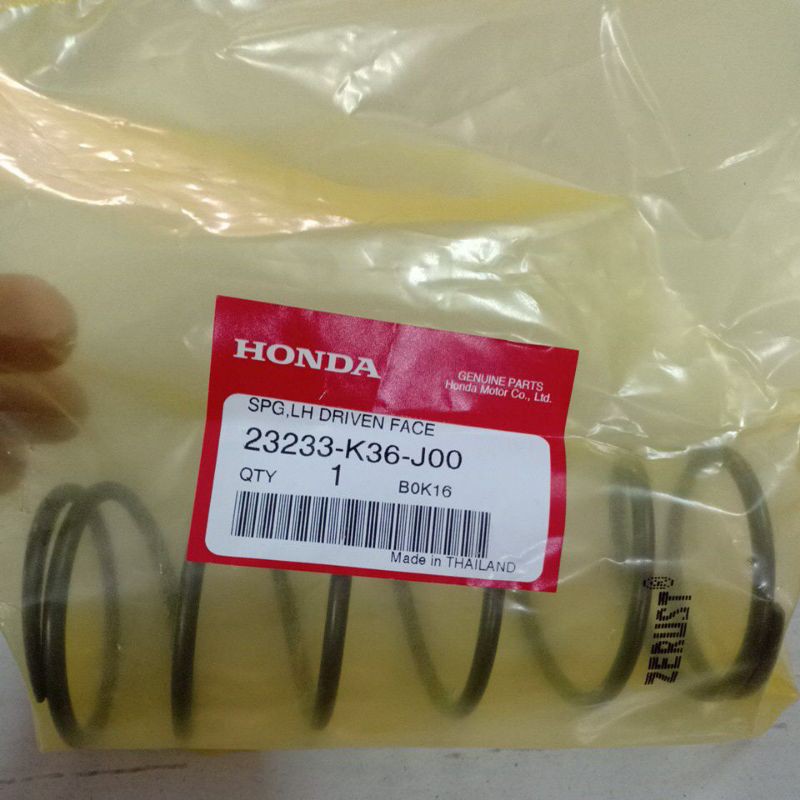 HONDA
GENUINE PARTS
Honda Motor Co., Ltd.
SPG,LH DRIVEN FACE
23233-K36-J00
QTY 1 B0K16
Made in THAILAND
ZERUST®